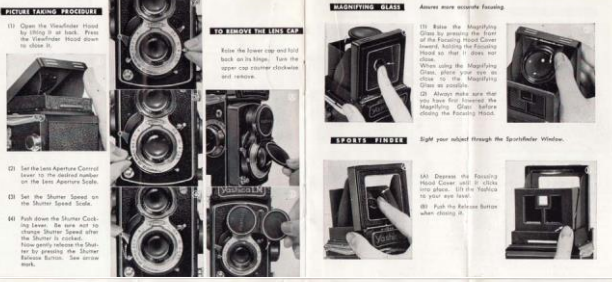 PICTURE TAKING PROCEDURE
(1) Open the Viewfinder Hood
by lifting it at back. Press
the Viewfinder Hood down
to close it.
(2) Set the Lens Aperture Control
Lever to the desired number
on the Lens Aperture Scale.
(3) Set the Shutter Speed on
the Shutter Speed Scale.
(4) Push down the Shutter Cock-
ing Lever. Be sure not to
change Shutter Speed after
the Shutter is cocked.
Now gently release the Shut-
ter by pressing the Shutter
Release Button. See arrow
mark.
TO REMOVE THE LENS CAP
Raise the lower cap and fold
back on its hinge. Turn the
upper cap counter clockwise
and remove.
Yashica LM
MAGNIFYING GLASS
Assures more accurate focusing.
(1) Raise the Magnifying
Glass by pressing the front
of the Focusing Hood Cover
inward, holding the Focusing
Hood so that it does not
close.
When using the Magnifying
Glass, place your eye as
close to the Magnifying
Glass as possible.
(2) Always make sure that
you have first lowered the
Magnifying Glass before
closing the Focusing Hood.
SPORTS FINDER
Sight your subject through the Sportsfinder Window.
(A) Depress the Focusing
Hood Cover until it clicks
into place. Lift the Yashica
to your eye level.
(B) Push the Release Button
when closing it.